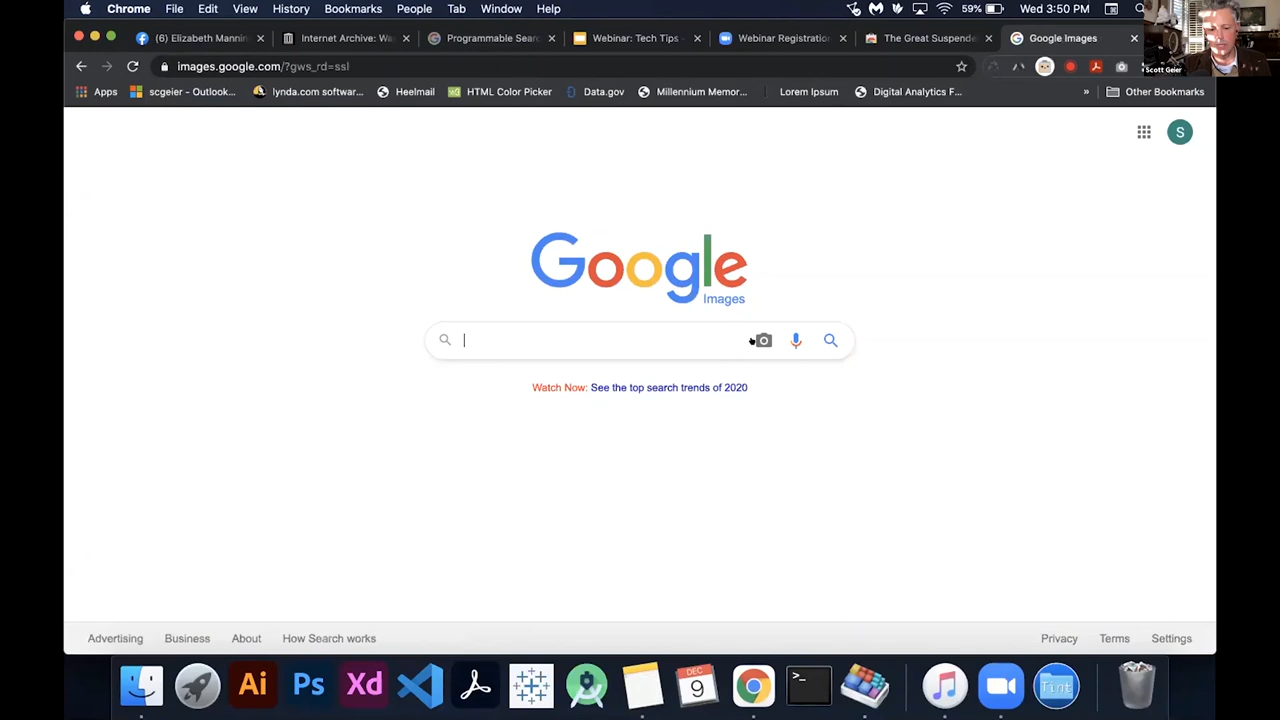 Chrome File Edit View History Bookmarks People Tab Window Help 59% Wed 3:50 PM
(6) Elizabeth Mannin
Internet Archive: Wa
Programmable Searc
Webinar: Tech Tips -
Webinar Registration
The Great Suspende
Google Images
Scott Geier
images.google.com/?gws_rd=ssl
Apps scgeier - Outlook... lynda.com softwar... Heelmail HTML Color Picker Data.gov Millennium Memor... Lorem Ipsum Digital Analytics F... » Other Bookmarks
S
Google
Images
Watch Now: See the top search trends of 2020
Advertising Business About How Search works Privacy Terms Settings
Ai Ps Xd DEC 9 >_ Tint